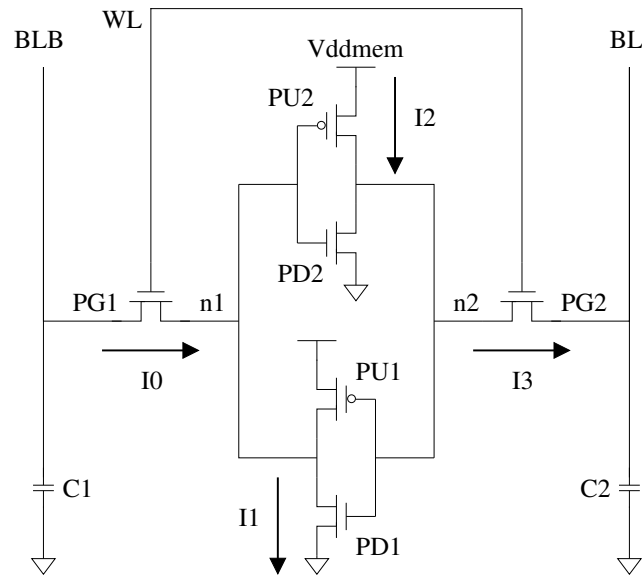 WL
BLB
BL
Vddmem
PU2
I2
PD2
PG1
n1
n2
PG2
I0
PU1
I3
C1
C2
I1
PD1